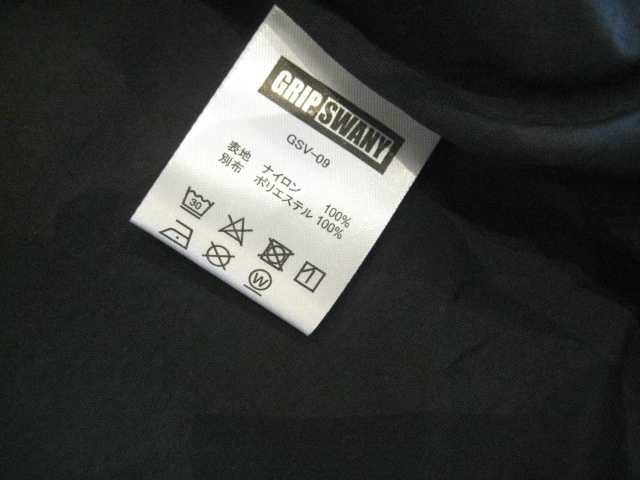 GRIP SWANY
GSV-09
表地 ナイロン 100%
別布 ポリエステル 100%
30
W